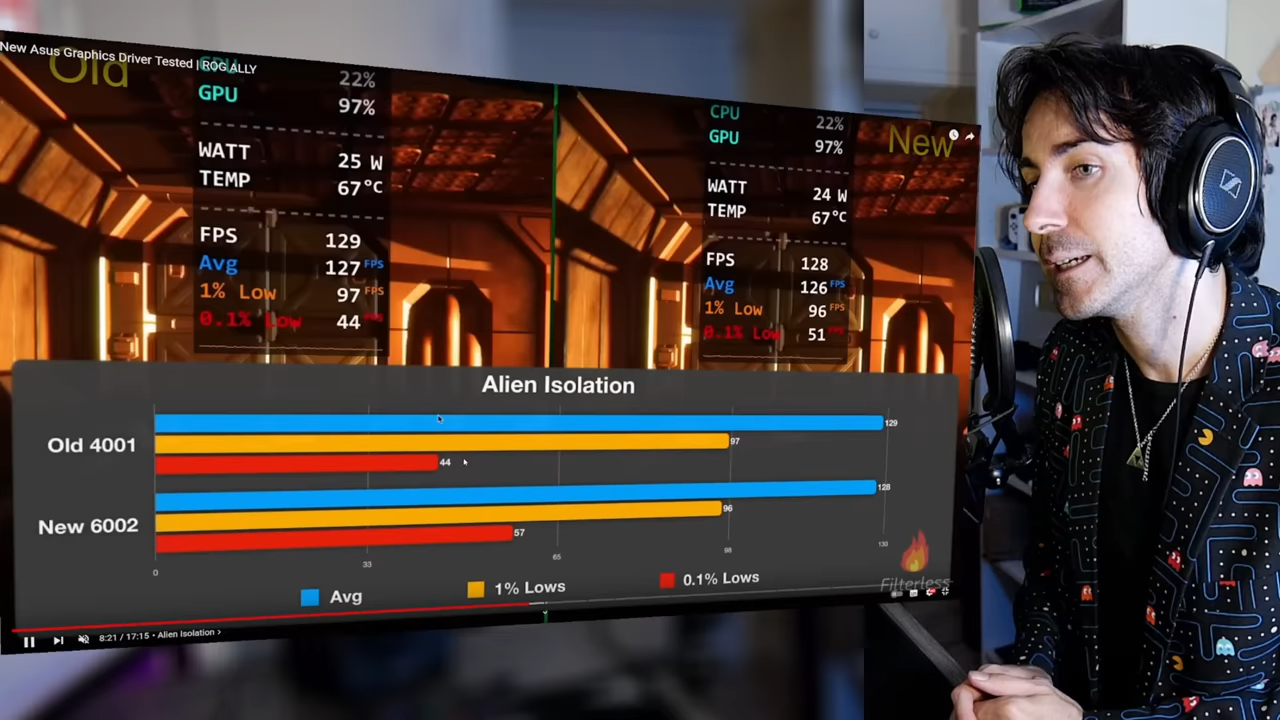 New Asus Graphics Driver Tested | ROG ALLY
Old
CPU 22%
GPU 97%
WATT 25 W
TEMP 67°C
FPS 129
Avg 127 FPS
1% Low 97 FPS
0.1% Low 44 FPS
New
CPU 22%
GPU 97%
WATT 24 W
TEMP 67°C
FPS 128
Avg 126 FPS
1% Low 96 FPS
0.1% Low 51 FPS
Alien Isolation
Old 4001
129
97
44
New 6002
128
96
57
0 33 65 98 130
Avg 1% Lows 0.1% Lows
Filterless
8:21 / 17:15 • Alien Isolation >